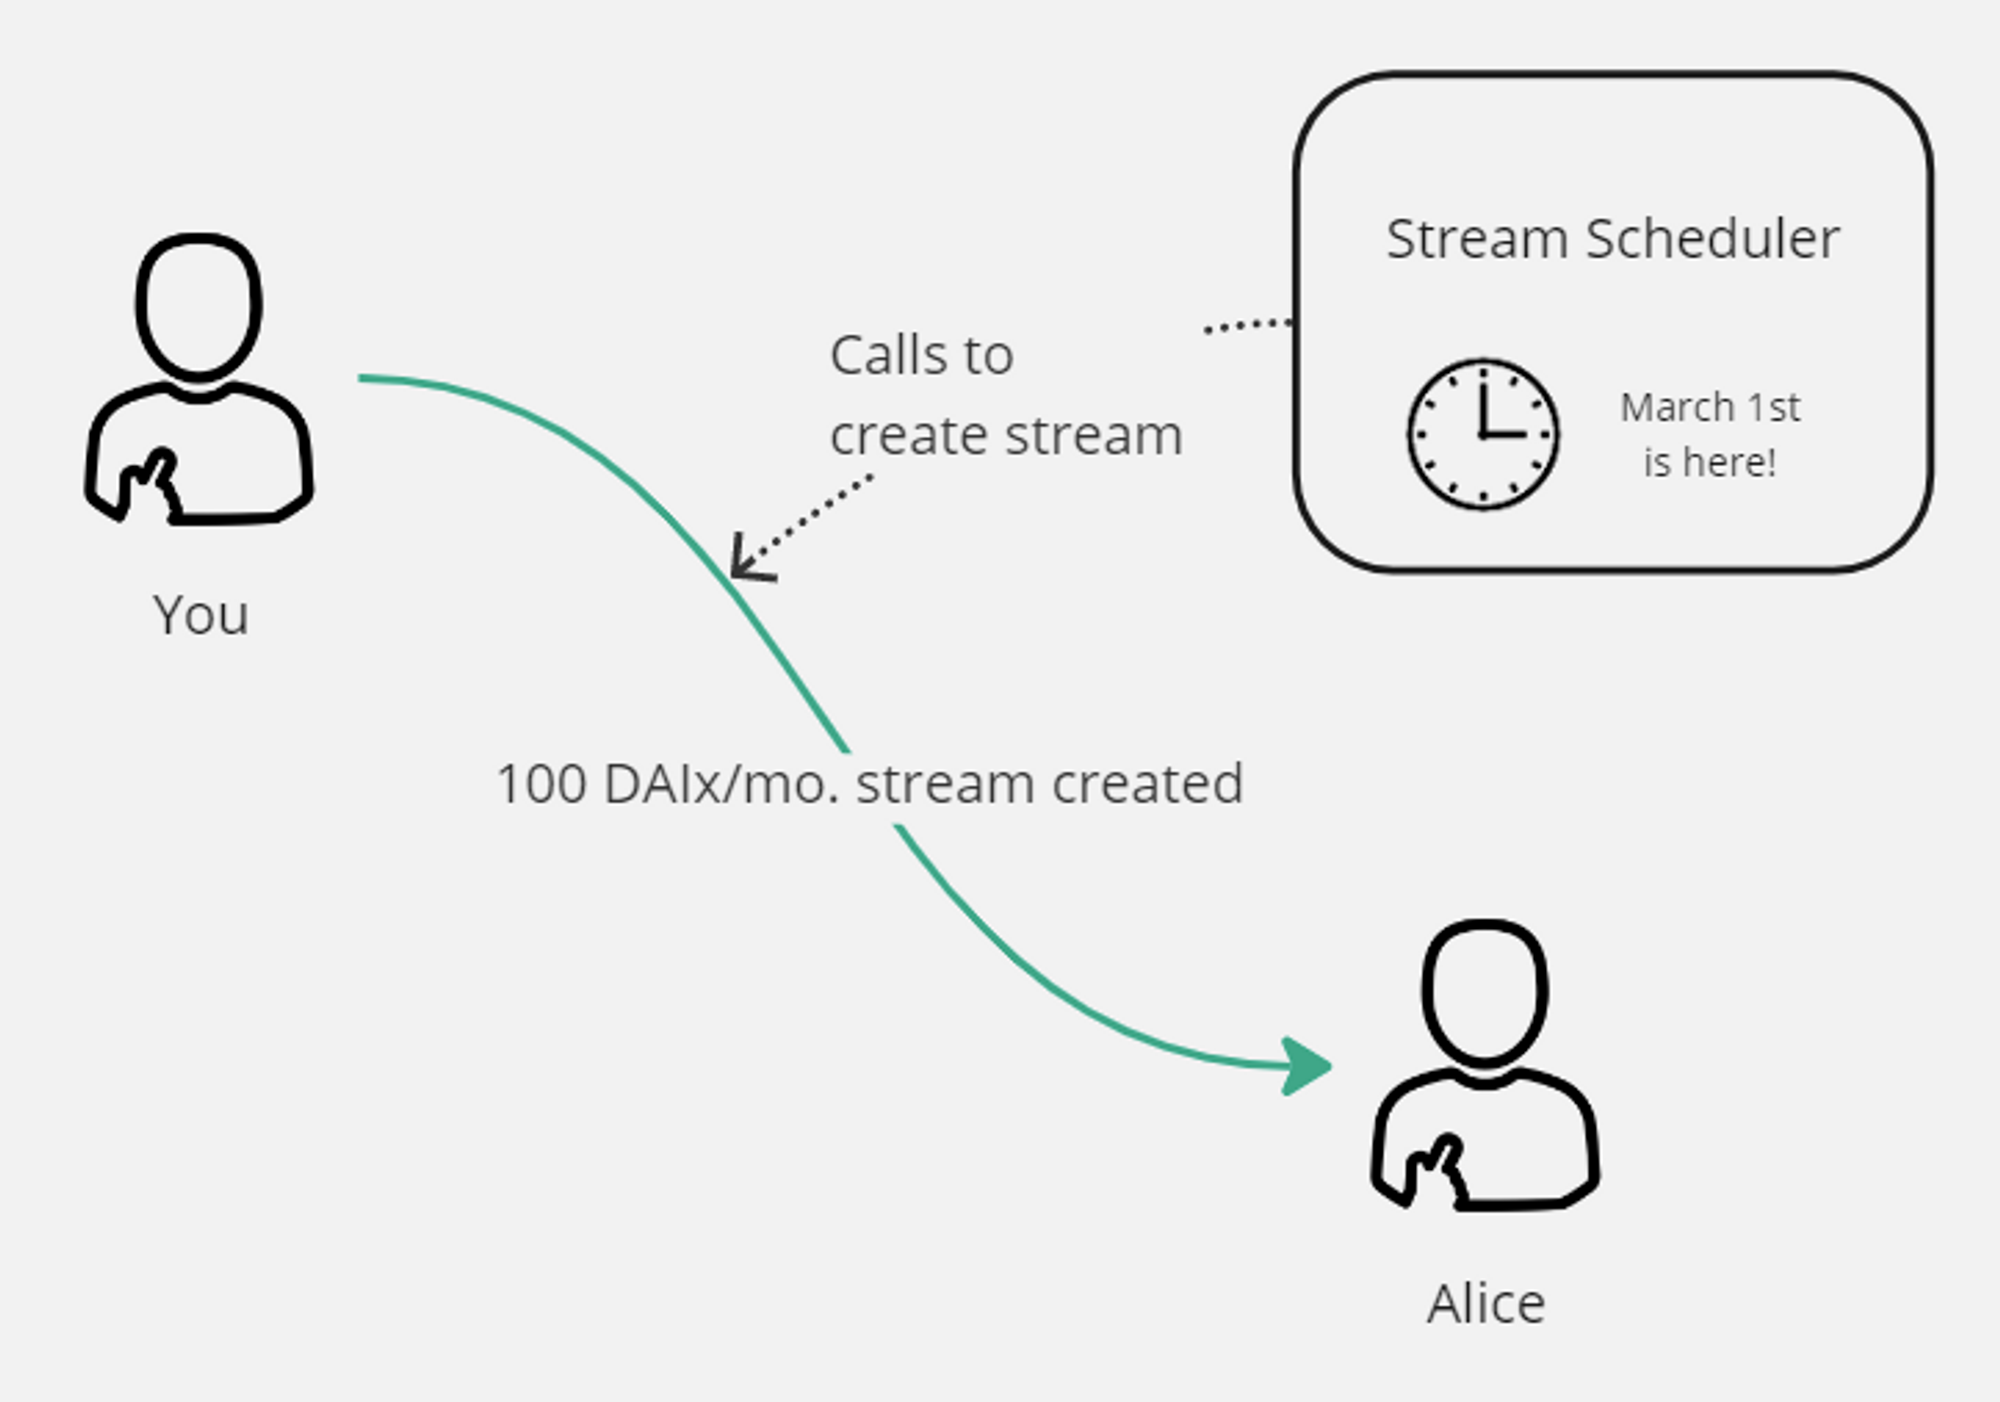 Stream Scheduler
Calls to
create stream
March 1st
is here!
You
100 DAIx/mo. stream created
Alice